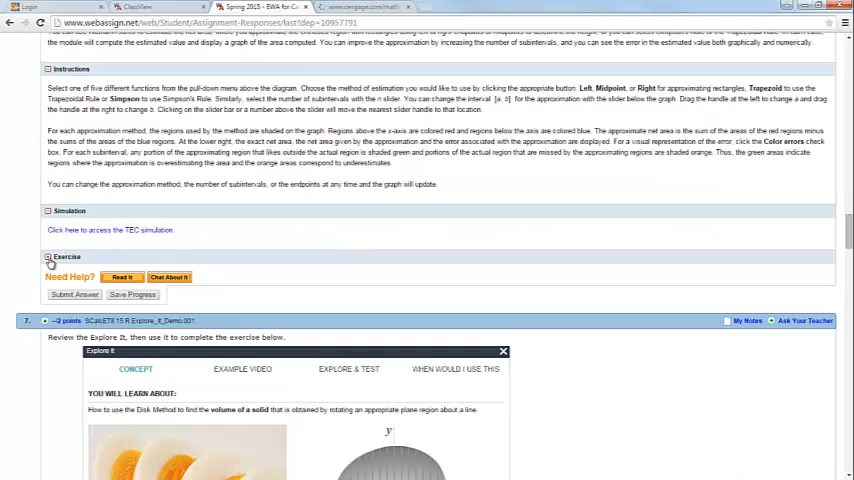 Login
ClassView
Spring 2015 - EWA for Ca
www.cengage.com/math
www.webassign.net/web/Student/Assignment-Responses/last?dep=10957791
the module will compute the estimated value and display a graph of the area computed. You can improve the approximation by increasing the number of subintervals, and you can see the error in the estimated value both graphically and numerically.
Instructions
Select one of five different functions from the pull-down menu above the diagram. Choose the method of estimation you would like to use by clicking the appropriate button: Left, Midpoint, or Right for approximating rectangles, Trapezoid to use the
Trapezoidal Rule or Simpson to use Simpson's Rule. Similarly, select the number of subintervals with the n slider. You can change the interval [a, b] for the approximation with the slider below the graph. Drag the handle at the left to change a and drag
the handle at the right to change b. Clicking on the slider bar or a number above the slider will move the nearest slider handle to that location.
For each approximation method, the regions used by the method are shaded on the graph. Regions above the x-axis are colored red and regions below the axis are colored blue. The approximate net area is the sum of the areas of the red regions minus
the sums of the areas of the blue regions. At the lower right, the exact net area, the net area given by the approximation and the error associated with the approximation are displayed. For a visual representation of the error, click the Color errors check
box. For each subinterval, any portion of the approximating region that likes outside the actual region is shaded green and portions of the actual region that are missed by the approximating regions are shaded orange. Thus, the green areas indicate
regions where the approximation is overestimating the area and the orange areas correspond to underestimates.
You can change the approximation method, the number of subintervals, or the endpoints at any time and the graph will update.
Simulation
Click here to access the TEC simulation.
Exercise
Need Help? Read It Chat About It
Submit Answer Save Progress
7. –/3 points SCalcET8 15.R.Explore_It_Demo.001. My Notes Ask Your Teacher
Review the Explore It, then use it to complete the exercise below.
Explore It
CONCEPT EXAMPLE VIDEO EXPLORE & TEST WHEN WOULD I USE THIS
YOU WILL LEARN ABOUT:
How to use the Disk Method to find the volume of a solid that is obtained by rotating an appropriate plane region about a line.
y